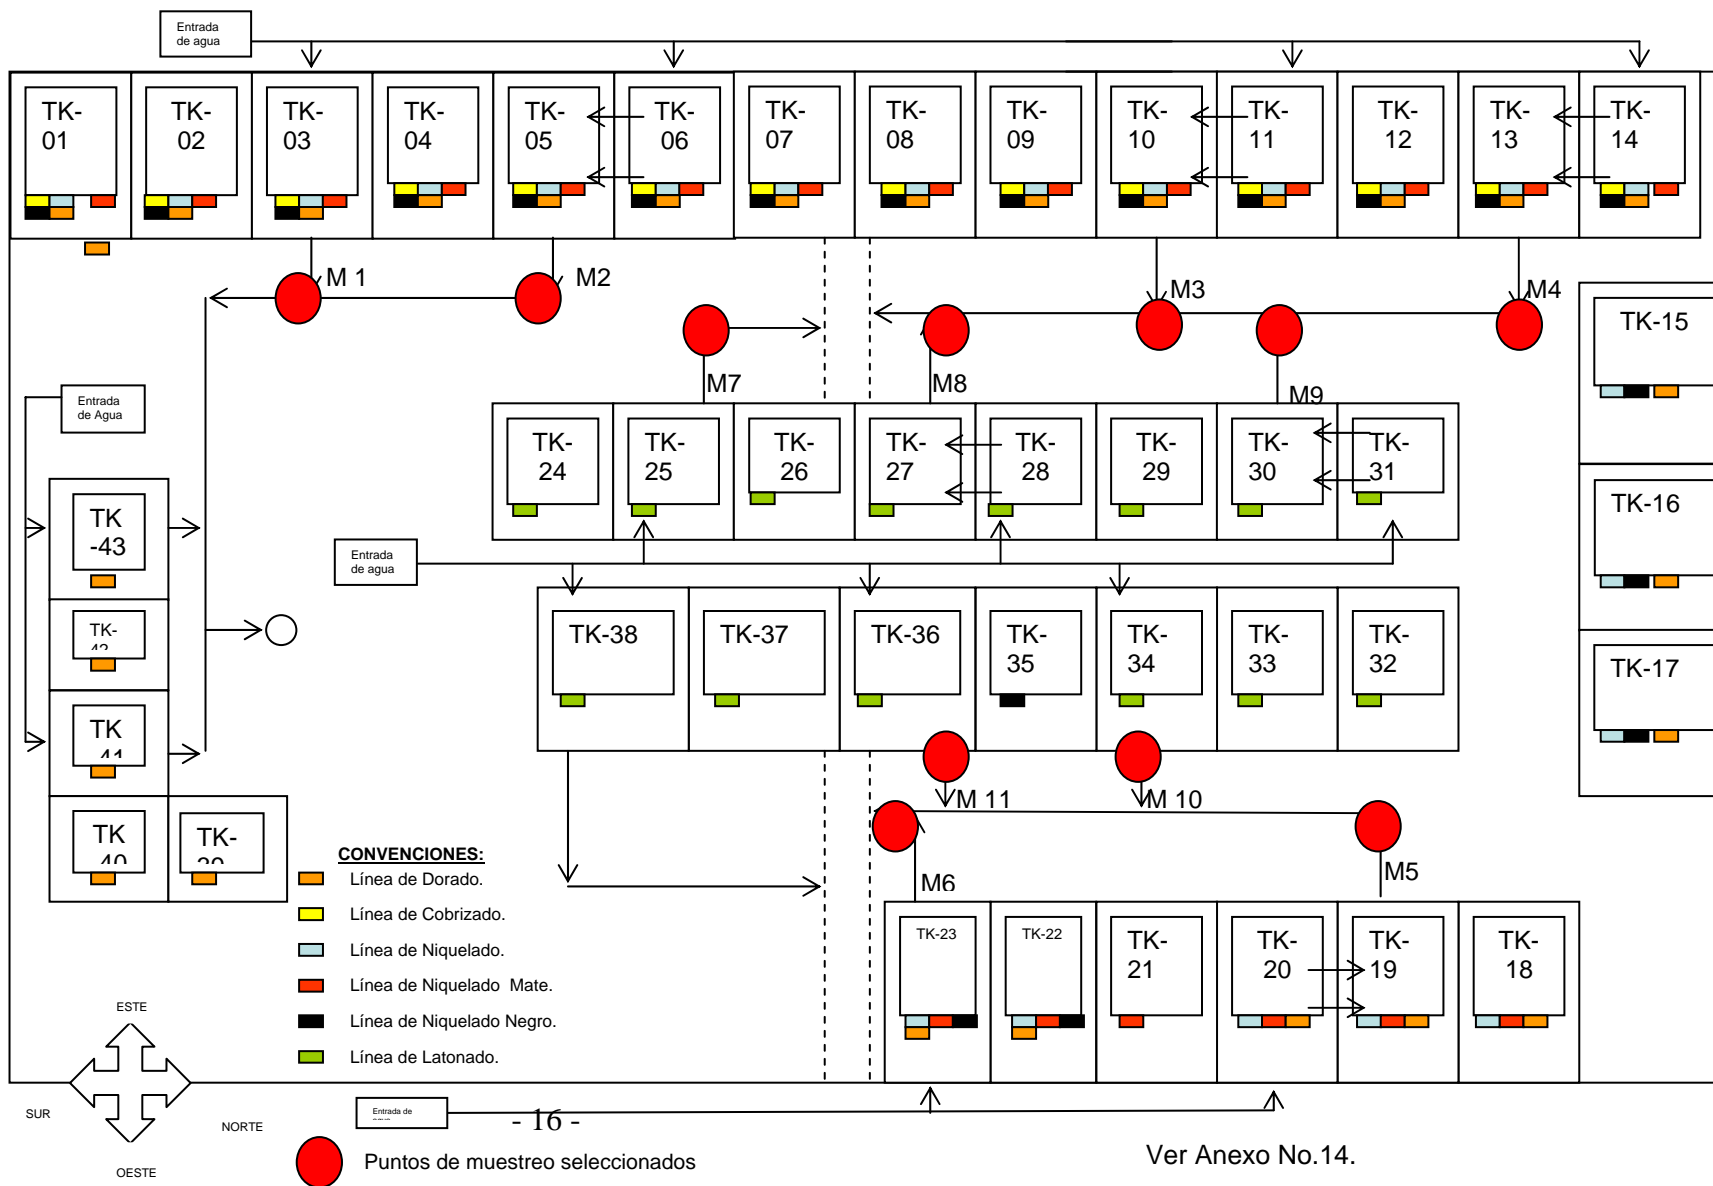 Entrada
de agua
TK-
01
TK-
02
TK-
03
TK-
04
TK-
05
TK-
06
TK-
07
TK-
08
TK-
09
TK-
10
TK-
11
TK-
12
TK-
13
TK-
14
M 1
M2
M3
M4
TK-15
M7
M8
M9
Entrada
de Agua
TK-
24
TK-
25
TK-
26
TK-
27
TK-
28
TK-
29
TK-
30
TK-
31
TK-16
TK
-43
Entrada
de agua
TK-
42
TK-38
TK-37
TK-36
TK-
35
TK-
34
TK-
33
TK-
32
TK-17
TK
-41
M 11
M 10
TK
-40
TK-
39
CONVENCIONES:
Línea de Dorado.
Línea de Cobrizado.
Línea de Niquelado.
Línea de Niquelado Mate.
Línea de Niquelado Negro.
Línea de Latonado.
M6
M5
TK-23
TK-22
TK-
21
TK-
20
TK-
19
TK-
18
ESTE
SUR
NORTE
OESTE
Entrada de
- 16 -
Puntos de muestreo seleccionados
Ver Anexo No.14.